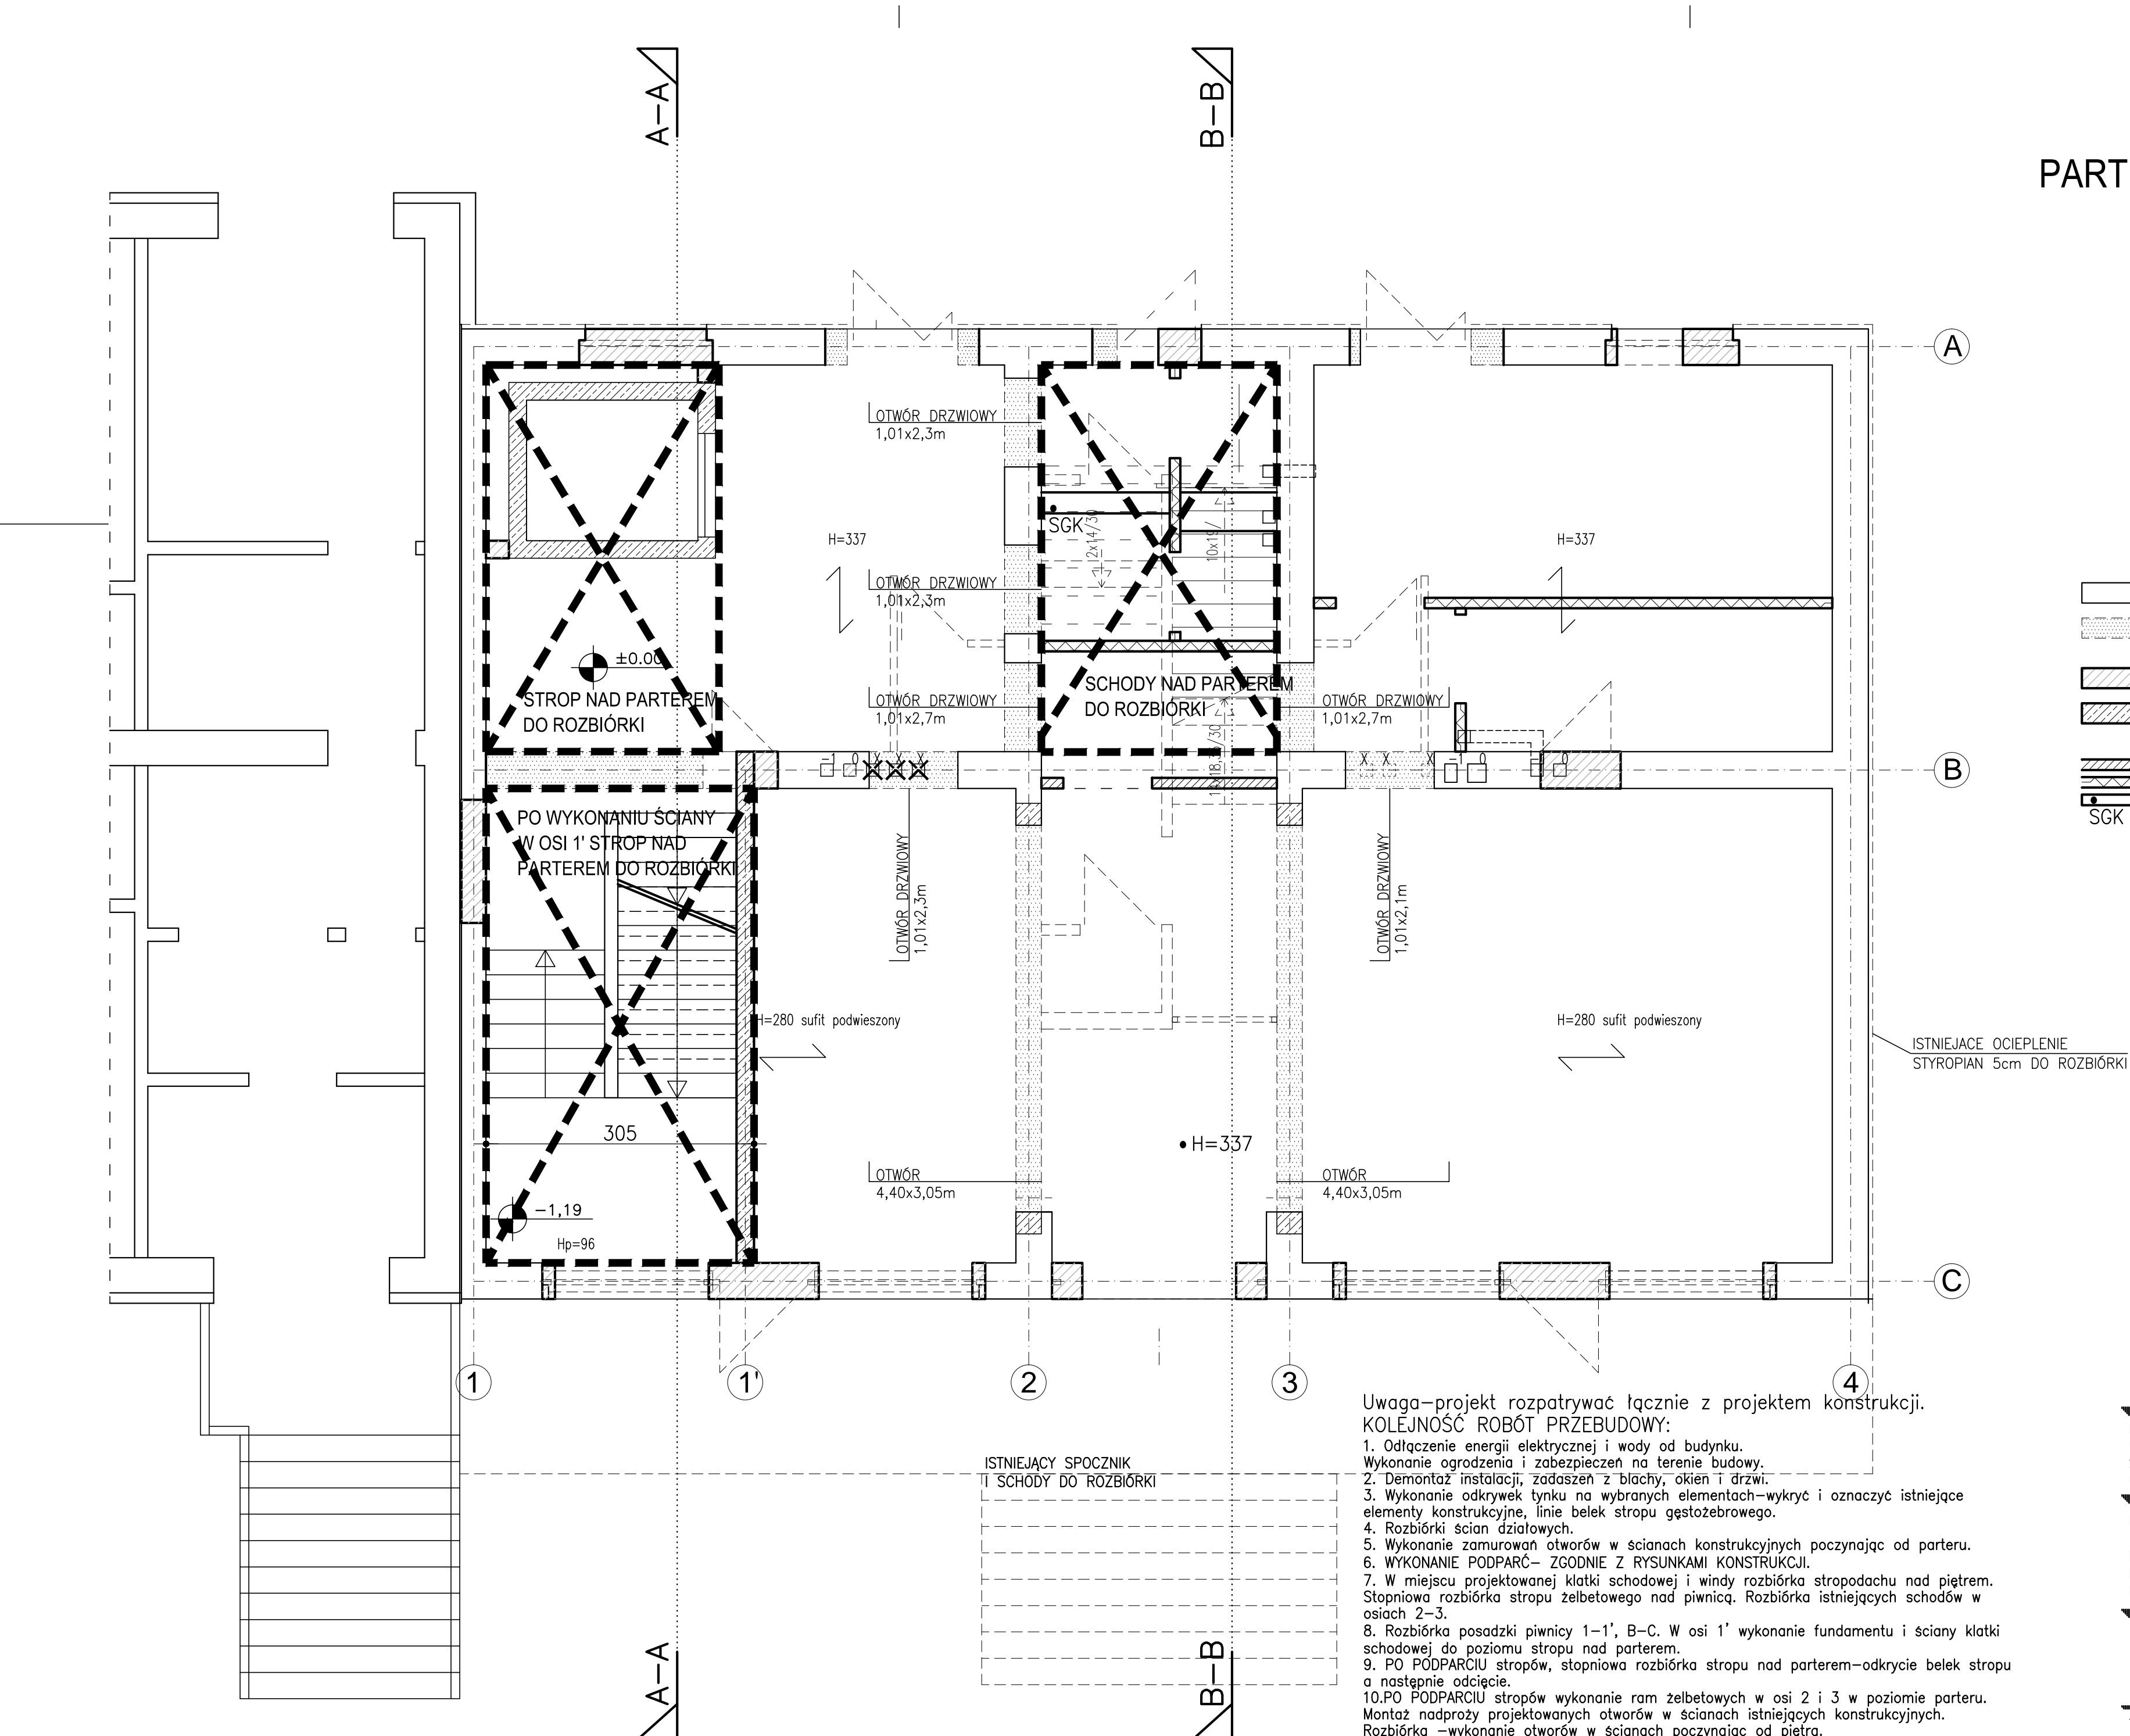 A-A
B-B
PART
A
OTWÓR DRZWIOWY
1,01x2,3m
SGK
2x14/30
10x19/
H=337
H=337
OTWÓR DRZWIOWY
1,01x2,3m
±0.00
STROP NAD PARTEREM
DO ROZBIÓRKI
OTWÓR DRZWIOWY
1,01x2,7m
SCHODY NAD PARTEREM
DO ROZBIÓRKI
OTWÓR DRZWIOWY
1,01x2,7m
-1 0 X X X
X X X -1 0 -1 0
B
SGK
PO WYKONANIU ŚCIANY
W OSI 1' STROP NAD
PARTEREM DO ROZBIÓRKI
OTWÓR DRZWIOWY
1,01x2,3m
OTWÓR DRZWIOWY
1,01x2,1m
H=280 sufit podwieszony
H=280 sufit podwieszony
ISTNIEJACE OCIEPLENIE
STYROPIAN 5cm DO ROZBIÓRKI
305
H=337
OTWÓR
4,40x3,05m
OTWÓR
4,40x3,05m
-1,19
Hp=96
C
1
1'
2
3
4
Uwaga-projekt rozpatrywać łącznie z projektem konstrukcji.
KOLEJNOŚĆ ROBÓT PRZEBUDOWY:
1. Odłączenie energii elektrycznej i wody od budynku.
Wykonanie ogrodzenia i zabezpieczeń na terenie budowy.
2. Demontaż instalacji, zadaszeń z blachy, okien i drzwi.
3. Wykonanie odkrywek tynku na wybranych elementach-wykryć i oznaczyć istniejące
elementy konstrukcyjne, linie belek stropu gęstożebrowego.
4. Rozbiórki ścian działowych.
5. Wykonanie zamurowań otworów w ścianach konstrukcyjnych poczynając od parteru.
6. WYKONANIE PODPARĆ- ZGODNIE Z RYSUNKAMI KONSTRUKCJI.
7. W miejscu projektowanej klatki schodowej i windy rozbiórka stropodachu nad piętrem.
Stopniowa rozbiórka stropu żelbetowego nad piwnicą. Rozbiórka istniejących schodów w
osiach 2-3.
8. Rozbiórka posadzki piwnicy 1-1', B-C. W osi 1' wykonanie fundamentu i ściany klatki
schodowej do poziomu stropu nad parterem.
9. PO PODPARCIU stropów, stopniowa rozbiórka stropu nad parterem-odkrycie belek stropu
a następnie odcięcie.
10.PO PODPARCIU stropów wykonanie ram żelbetowych w osi 2 i 3 w poziomie parteru.
Montaż nadproży projektowanych otworów w ścianach istniejących konstrukcyjnych.
Rozbiórka -wykonanie otworów w ścianach poczynając od piętra.
ISTNIEJĄCY SPOCZNIK
I SCHODY DO ROZBIÓRKI
A-A
B-B